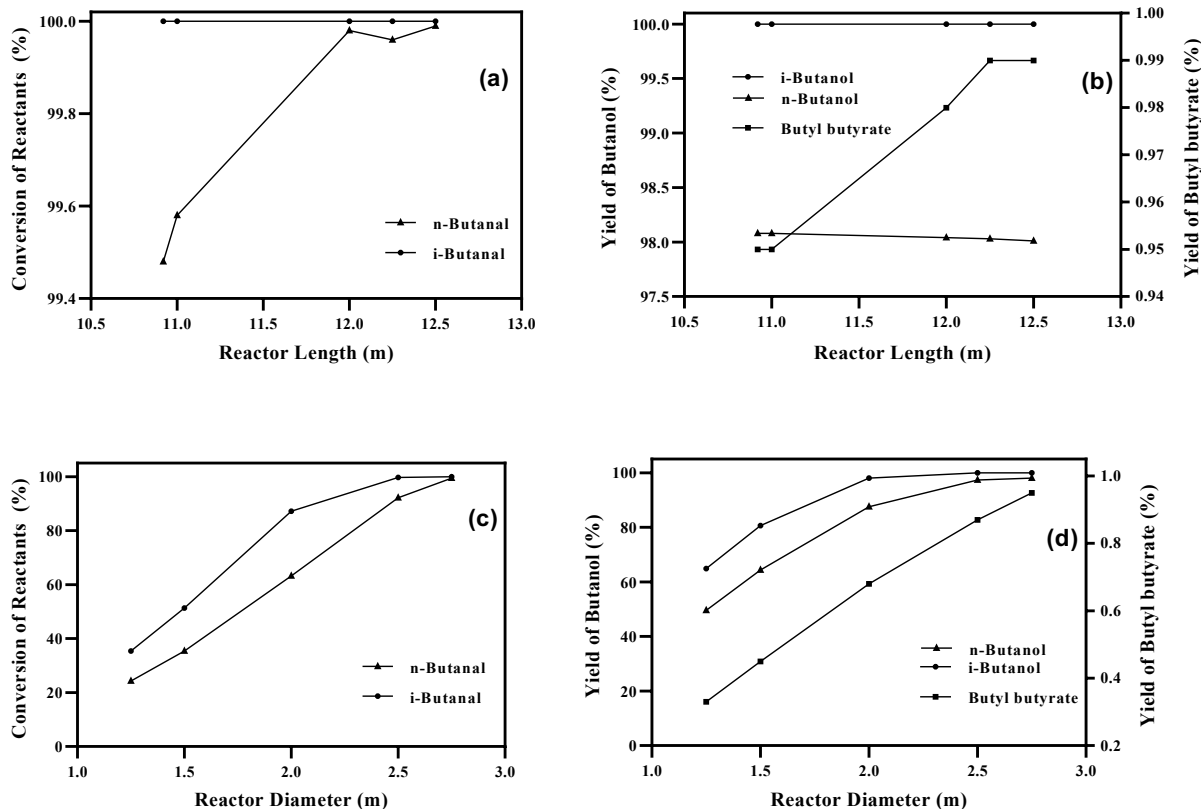 100.0
99.8
99.6
99.4
10.5 11.0 11.5 12.0 12.5 13.0
Reactor Length (m)
Conversion of Reactants (%)
(a)
n-Butanal
i-Butanal
100.0
99.5
99.0
98.5
98.0
97.5
10.5 11.0 11.5 12.0 12.5 13.0
Reactor Length (m)
Yield of Butanol (%)
1.00
0.99
0.98
0.97
0.96
0.95
0.94
Yield of Butyl butyrate (%)
(b)
i-Butanol
n-Butanol
Butyl butyrate
100
80
60
40
20
0
1.0 1.5 2.0 2.5 3.0
Reactor Diameter (m)
Conversion of Reactants (%)
(c)
n-Butanal
i-Butanal
100
80
60
40
20
0
1.0 1.5 2.0 2.5 3.0
Reactor Diameter (m)
Yield of Butanol (%)
1.0
0.8
0.6
0.4
0.2
Yield of Butyl butyrate (%)
(d)
n-Butanol
i-Butanol
Butyl butyrate